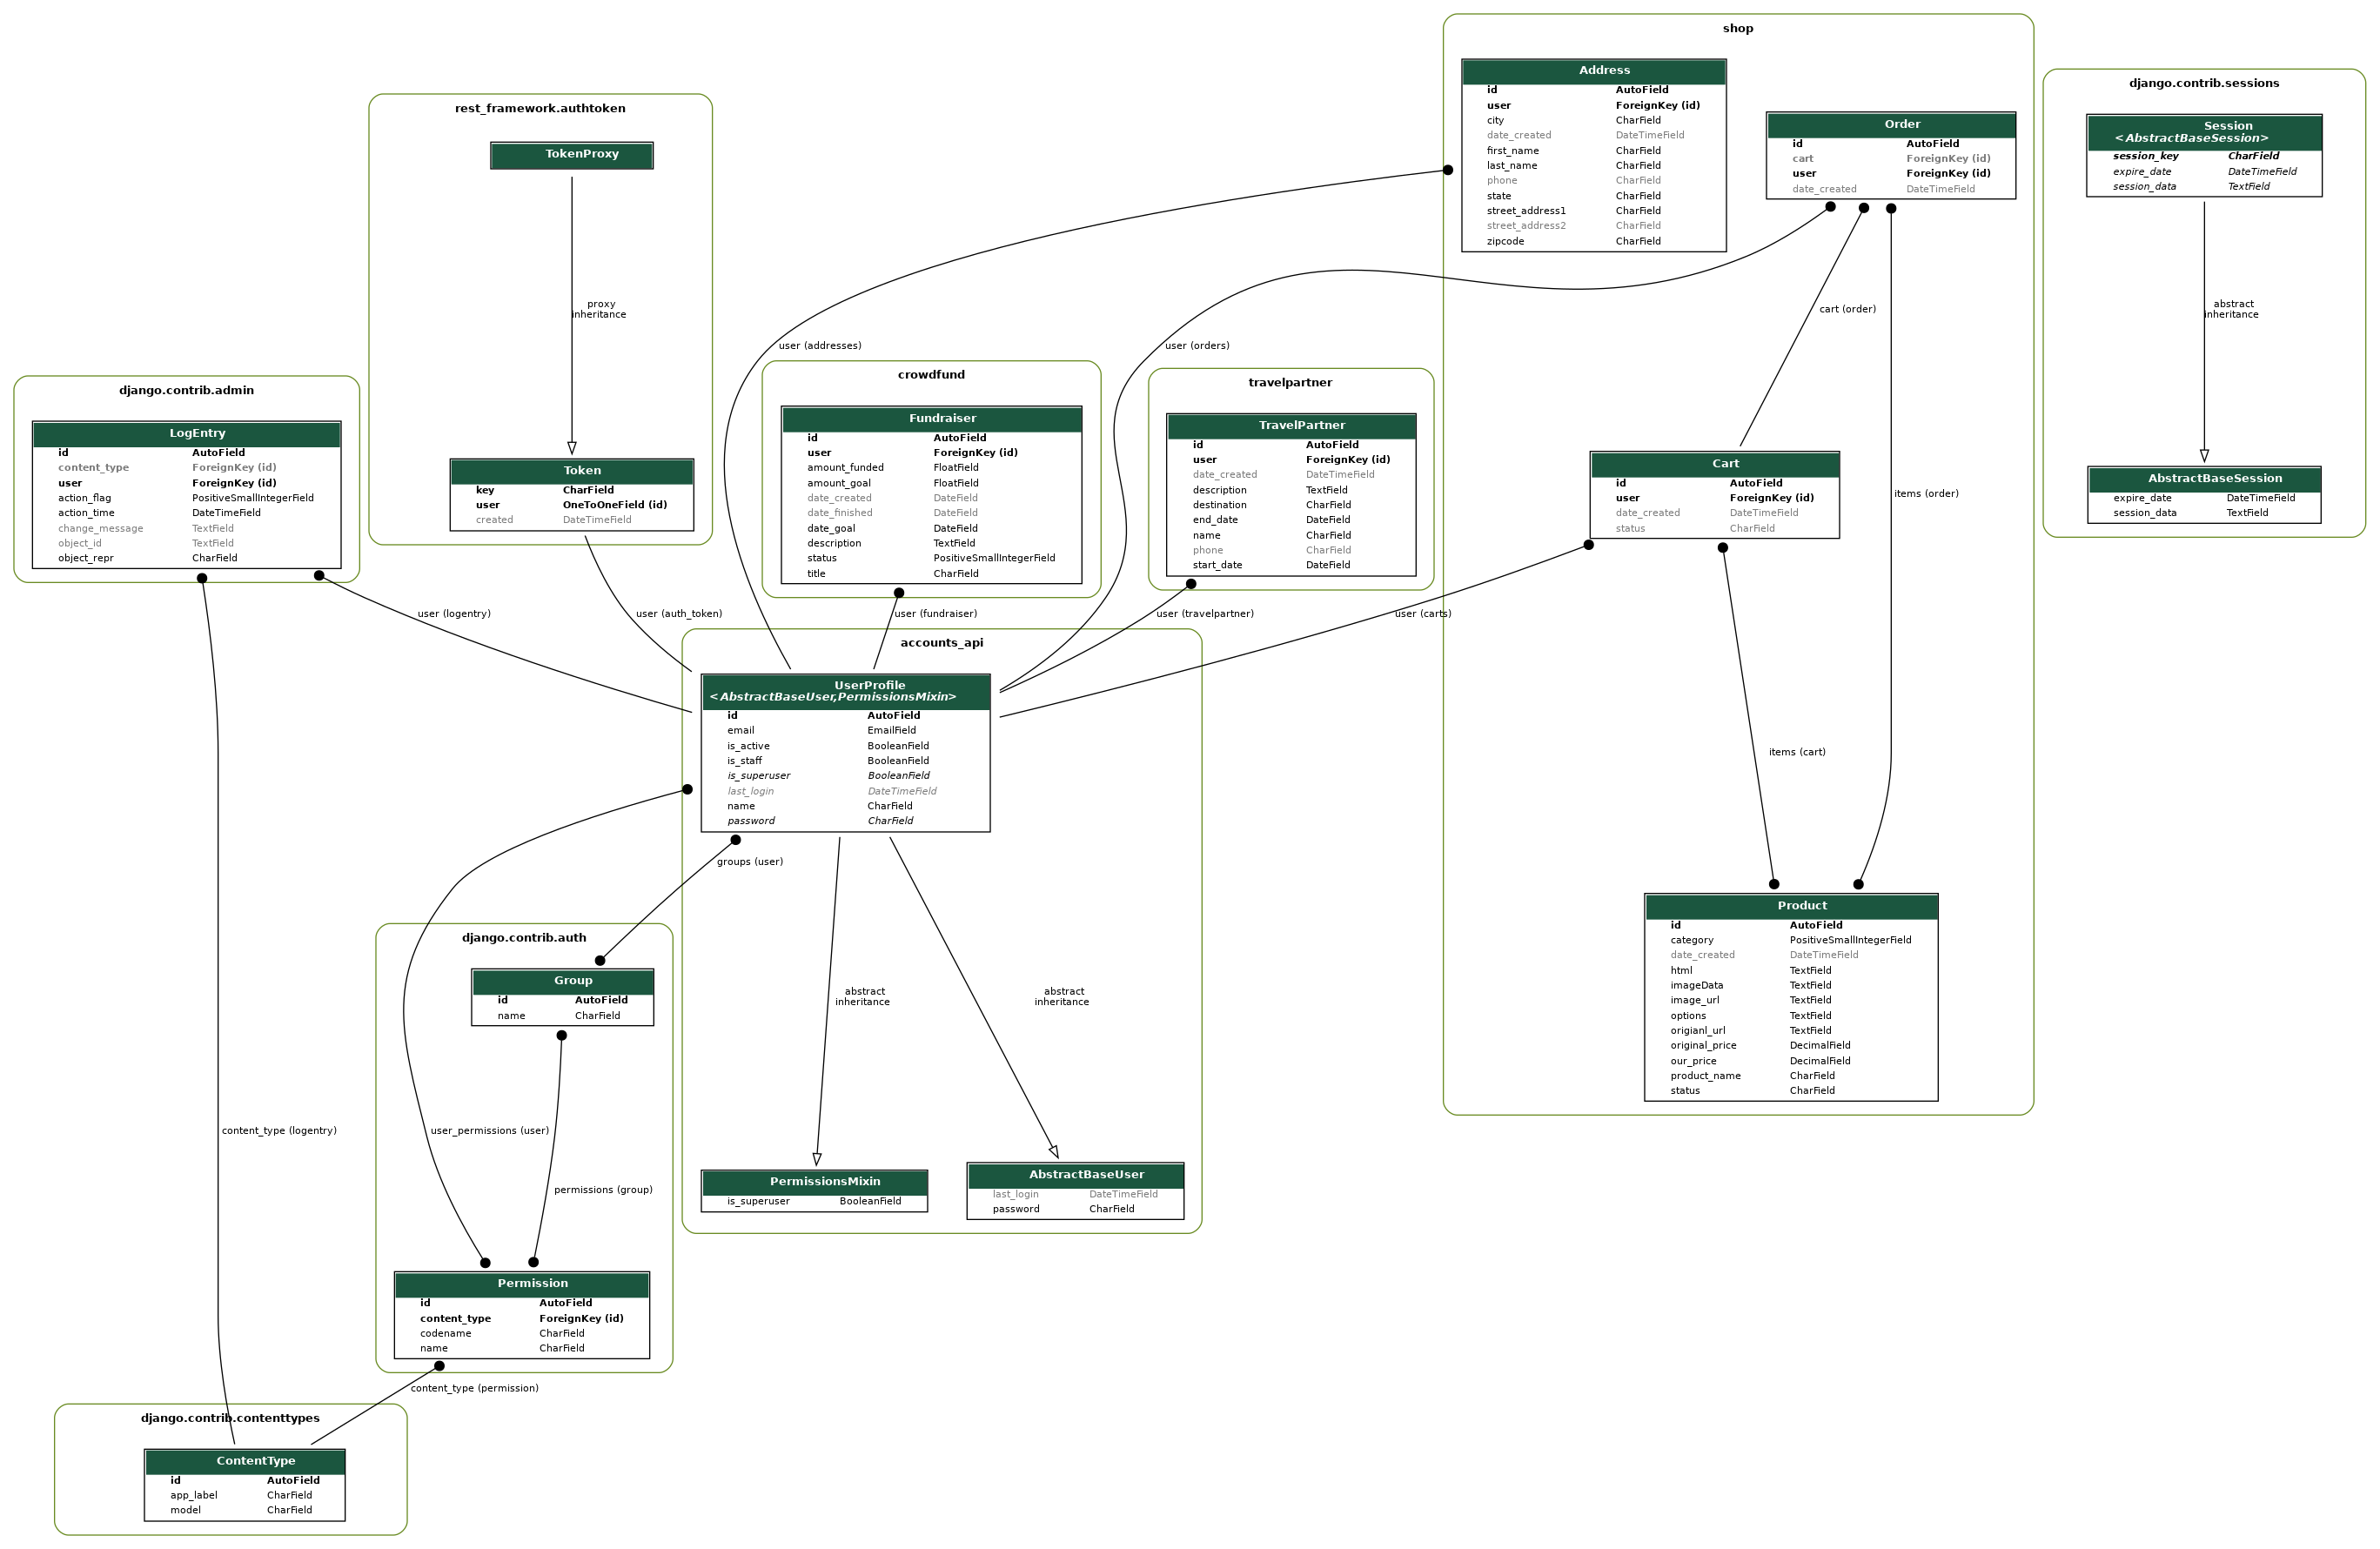 shop
Address
id AutoField
user ForeignKey (id)
city CharField
date_created DateTimeField
first_name CharField
last_name CharField
phone CharField
state CharField
street_address1 CharField
street_address2 CharField
zipcode CharField
Order
id AutoField
cart ForeignKey (id)
user ForeignKey (id)
date_created DateTimeField
django.contrib.sessions
Session
<AbstractBaseSession>
session_key CharField
expire_date DateTimeField
session_data TextField
abstract
inheritance
AbstractBaseSession
expire_date DateTimeField
session_data TextField
rest_framework.authtoken
TokenProxy
proxy
inheritance
Token
key CharField
user OneToOneField (id)
created DateTimeField
user (addresses)
user (orders)
cart (order)
django.contrib.admin
LogEntry
id AutoField
content_type ForeignKey (id)
user ForeignKey (id)
action_flag PositiveSmallIntegerField
action_time DateTimeField
change_message TextField
object_id TextField
object_repr CharField
crowdfund
Fundraiser
id AutoField
user ForeignKey (id)
amount_funded FloatField
amount_goal FloatField
date_created DateField
date_finished DateField
date_goal DateField
description TextField
status PositiveSmallIntegerField
title CharField
travelpartner
TravelPartner
id AutoField
user ForeignKey (id)
date_created DateTimeField
description TextField
destination CharField
end_date DateField
name CharField
phone CharField
start_date DateField
Cart
id AutoField
user ForeignKey (id)
date_created DateTimeField
status CharField
items (order)
user (logentry)
user (auth_token)
user (fundraiser)
user (travelpartner)
user (carts)
accounts_api
UserProfile
<AbstractBaseUser,PermissionsMixin>
id AutoField
email EmailField
is_active BooleanField
is_staff BooleanField
is_superuser BooleanField
last_login DateTimeField
name CharField
password CharField
items (cart)
groups (user)
Product
id AutoField
category PositiveSmallIntegerField
date_created DateTimeField
html TextField
imageData TextField
image_url TextField
options TextField
origianl_url TextField
original_price DecimalField
our_price DecimalField
product_name CharField
status CharField
django.contrib.auth
Group
id AutoField
name CharField
abstract
inheritance
abstract
inheritance
content_type (logentry)
user_permissions (user)
permissions (group)
PermissionsMixin
is_superuser BooleanField
AbstractBaseUser
last_login DateTimeField
password CharField
Permission
id AutoField
content_type ForeignKey (id)
codename CharField
name CharField
content_type (permission)
django.contrib.contenttypes
ContentType
id AutoField
app_label CharField
model CharField